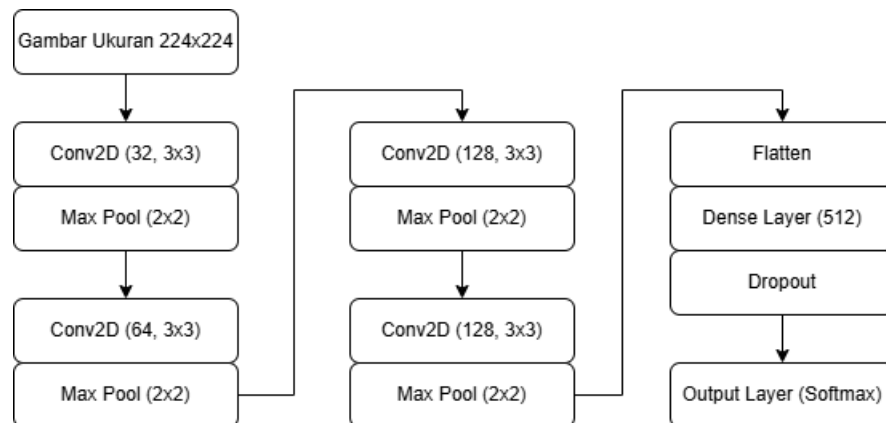 Gambar Ukuran 224x224
Conv2D (32, 3x3)
Max Pool (2x2)
Conv2D (64, 3x3)
Max Pool (2x2)
Conv2D (128, 3x3)
Max Pool (2x2)
Conv2D (128, 3x3)
Max Pool (2x2)
Flatten
Dense Layer (512)
Dropout
Output Layer (Softmax)